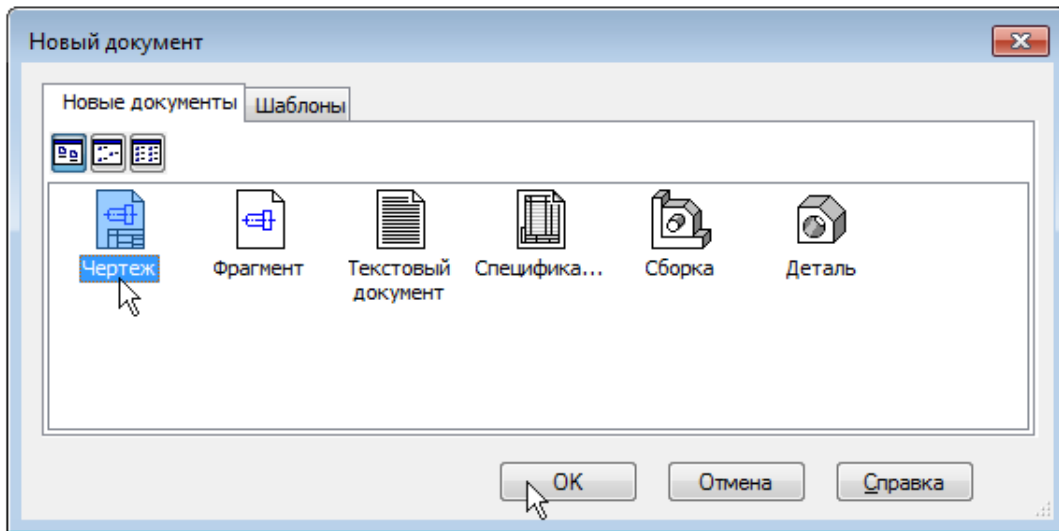 Новый документ
Новые документы Шаблоны
Чертеж Фрагмент Текстовый документ Специфика... Сборка Деталь
OK Отмена Справка